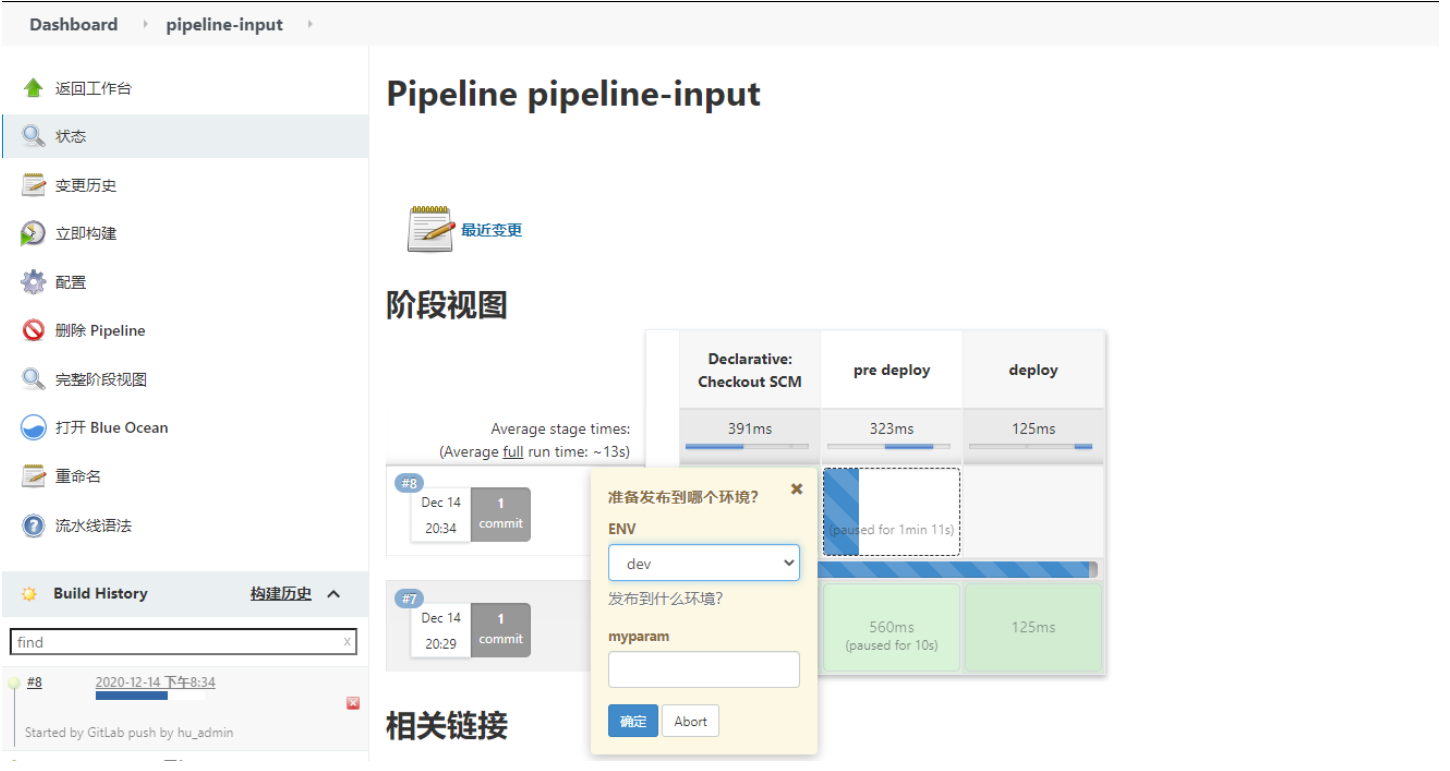 Dashboard
pipeline-input
返回工作台
状态
变更历史
立即构建
配置
删除 Pipeline
完整阶段视图
打开 Blue Ocean
重命名
流水线语法
Build History
构建历史
find
x
#8
2020-12-14 下午8:34
Started by GitLab push by hu_admin
Pipeline pipeline-input
最近变更
阶段视图
Declarative:
Checkout SCM
pre deploy
deploy
Average stage times:
(Average full run time: ~13s)
391ms
323ms
125ms
#8
Dec 14
20:34
1
commit
(paused for 1min 11s)
#7
Dec 14
20:29
1
commit
560ms
(paused for 10s)
125ms
准备发布到哪个环境?
ENV
dev
发布到什么环境?
myparam
确定
Abort
相关链接